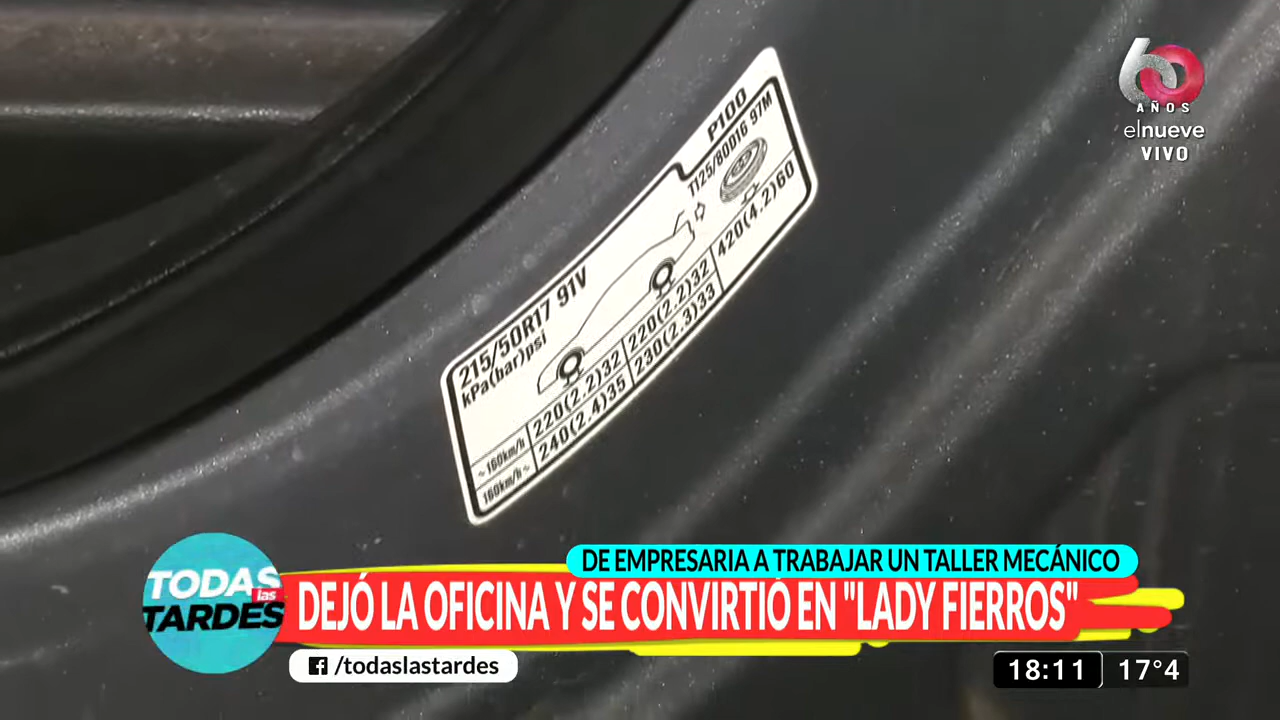 60
AÑOS
elnueve
VIVO
P100
T125/80D16 97M
215/50R17 91V
kPa(bar)psi
420(4.2)60
~160km/h 220(2.2)32 220(2.2)32
160km/h~ 240(2.4)35 230(2.3)33
DE EMPRESARIA A TRABAJAR UN TALLER MECÁNICO
TODAS
las
TARDES
DEJÓ LA OFICINA Y SE CONVIRTIÓ EN "LADY FIERROS"
/todaslastardes
18:11 17°4